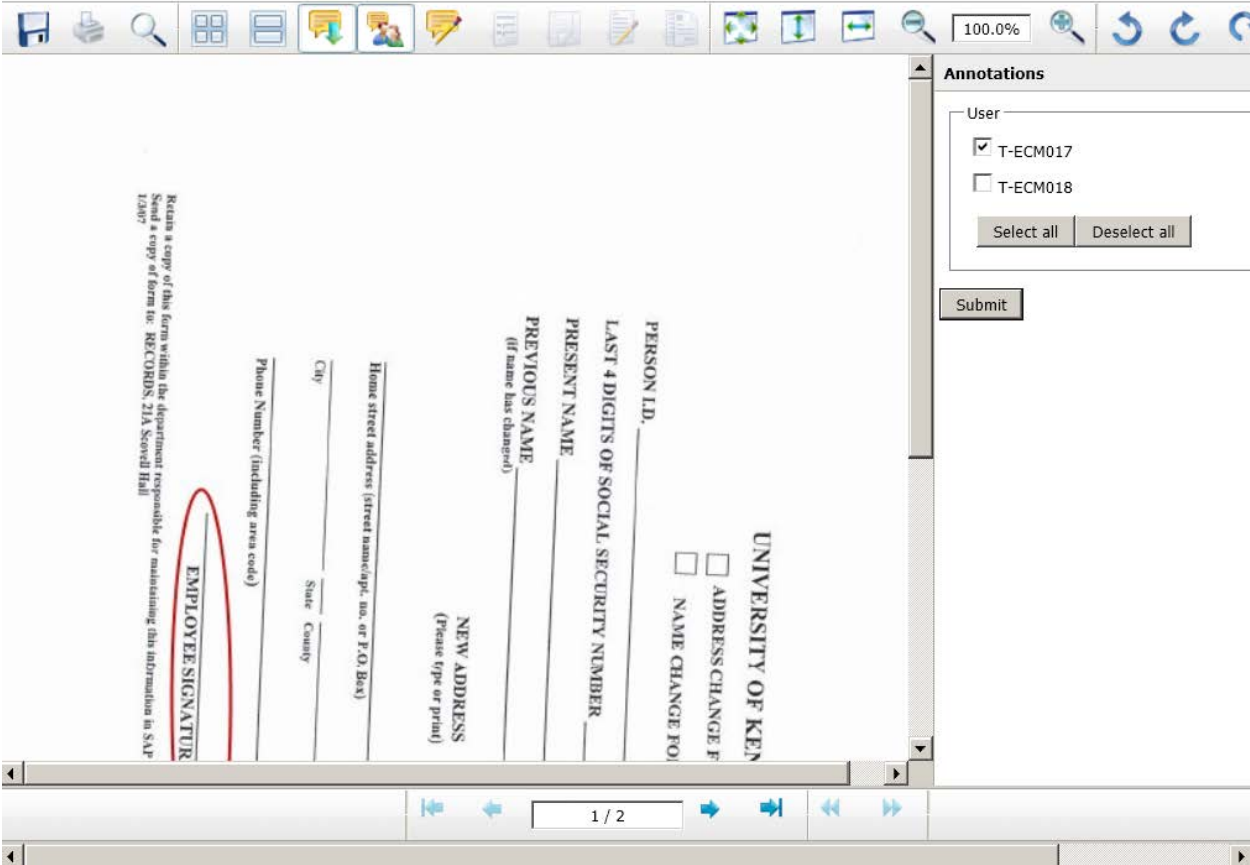 100.0%
Annotations
User
T-ECM017
T-ECM018
Select all
Deselect all
Submit
UNIVERSITY OF KEN
ADDRESS CHANGE F
NAME CHANGE FO
PERSON I.D.
LAST 4 DIGITS OF SOCIAL SECURITY NUMBER
PRESENT NAME
PREVIOUS NAME
(if name has changed)
NEW ADDRESS
(Please type or print)
Home street address (street name/apt. no. or P.O. Box)
City State County
Phone Number (including area code)
EMPLOYEE SIGNATUR
Retain a copy of this form within the department responsible for maintaining this information in SAP
Send a copy of form to: RECORDS, 21A Scovell Hall
1/3/07
1 / 2